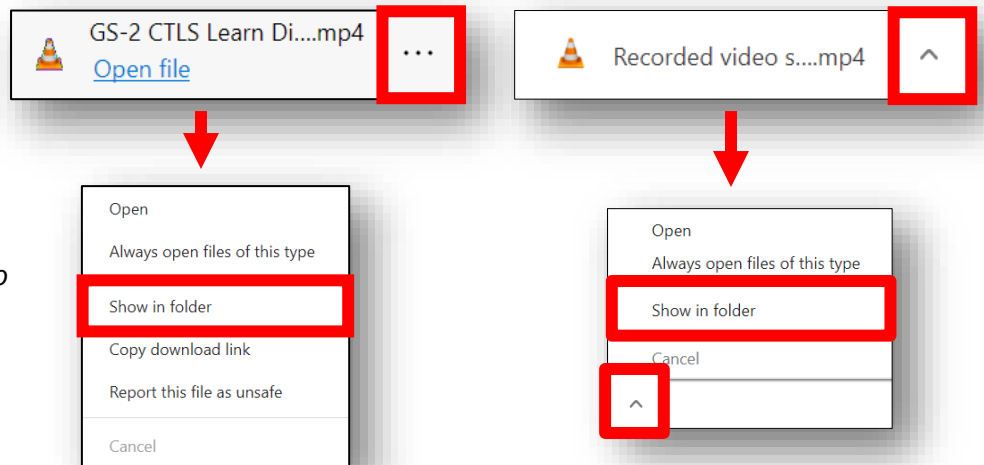 GS-2 CTLS Learn Di....mp4
Open file
...
Open
Always open files of this type
Show in folder
Copy download link
Report this file as unsafe
Cancel
Recorded video s....mp4
Open
Always open files of this type
Show in folder
Cancel